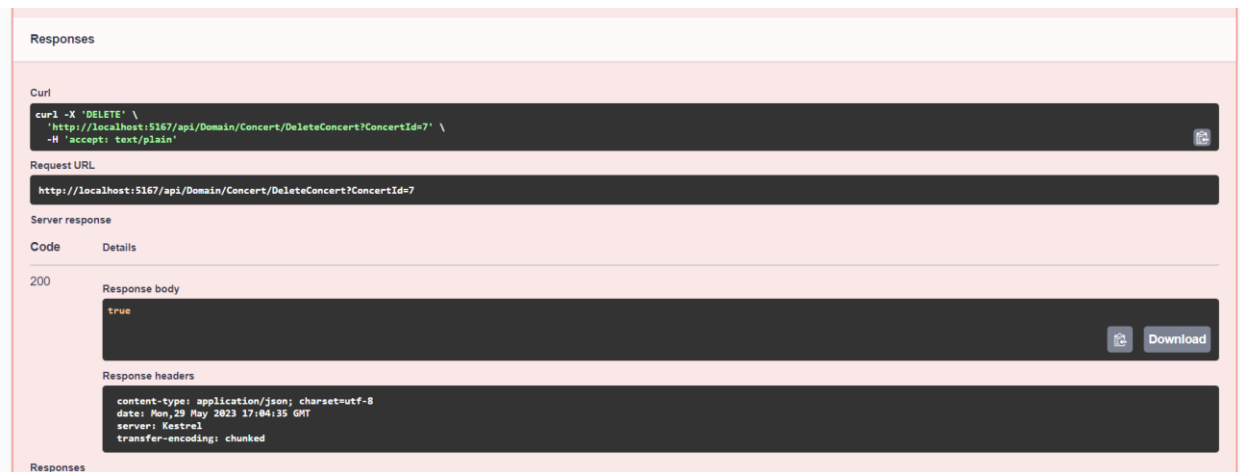 Responses
Curl
curl -X 'DELETE' \
'http://localhost:5167/api/Domain/Concert/DeleteConcert?ConcertId=7' \
-H 'accept: text/plain'
Request URL
http://localhost:5167/api/Domain/Concert/DeleteConcert?ConcertId=7
Server response
Code Details
200
Response body
true
Download
Response headers
content-type: application/json; charset=utf-8
date: Mon,29 May 2023 17:04:35 GMT
server: Kestrel
transfer-encoding: chunked
Responses